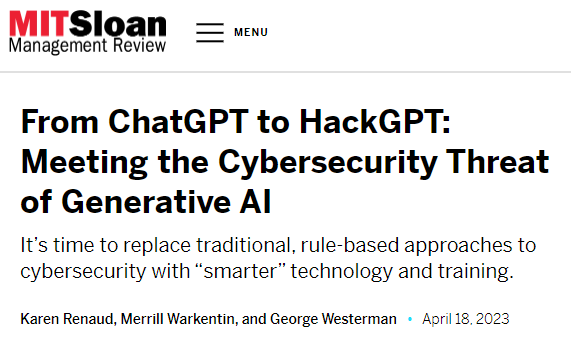 MITSloan
Management Review
MENU
From ChatGPT to HackGPT:
Meeting the Cybersecurity Threat
of Generative AI
It’s time to replace traditional, rule-based approaches to
cybersecurity with “smarter” technology and training.
Karen Renaud, Merrill Warkentin, and George Westerman • April 18, 2023